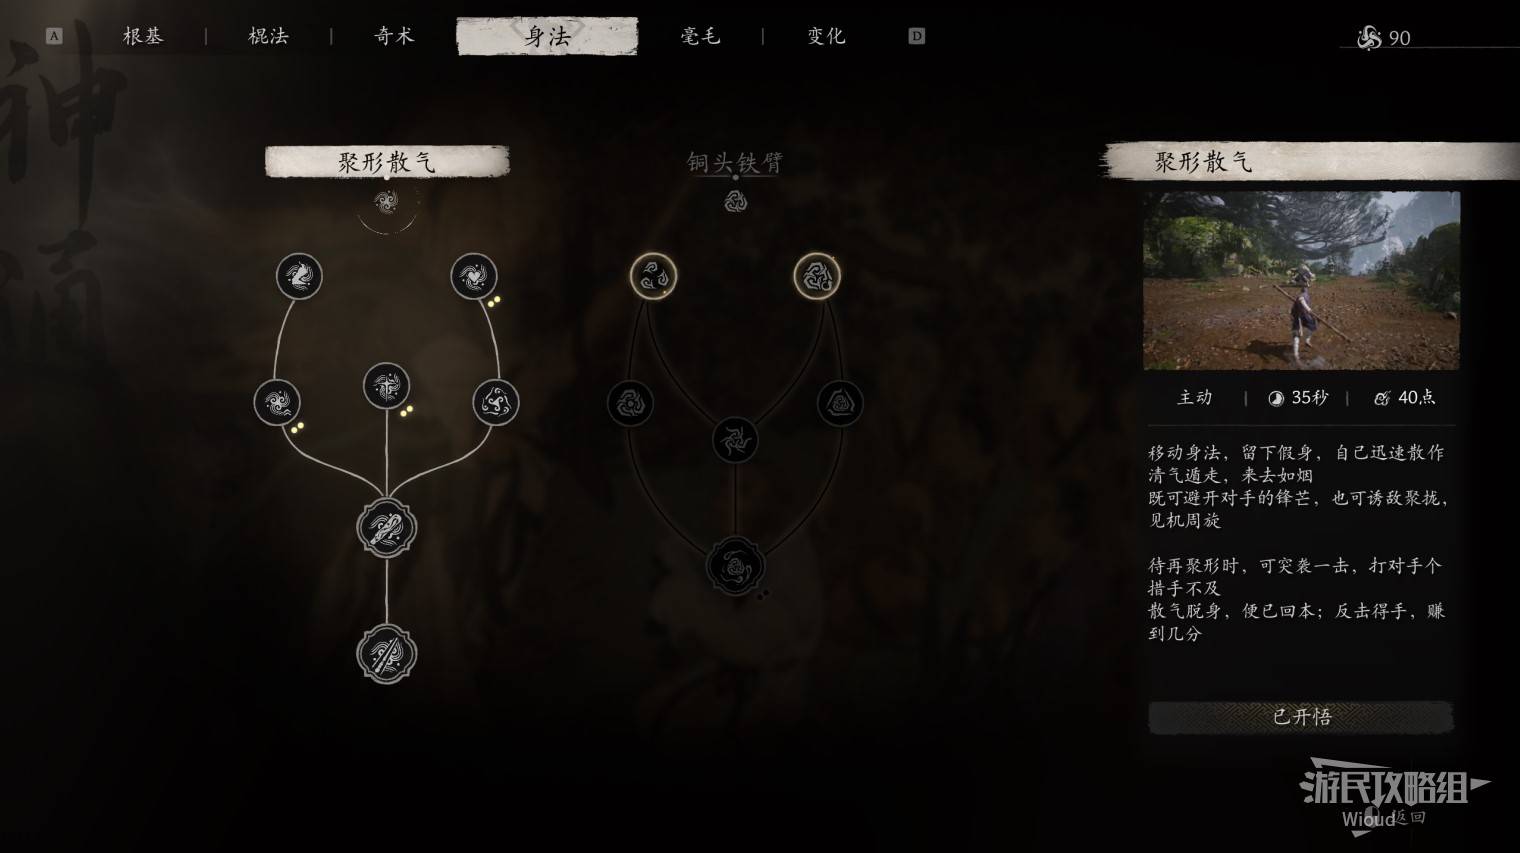 A
根基
棍法
奇术
身法
毫毛
变化
D
90
神
通
聚形散气
铜头铁臂
聚形散气
主动
35秒
40点
移动身法，留下假身，自己迅速散作
清气遁走，来去如烟
既可避开对手的锋芒，也可诱敌聚拢，
见机周旋
待再聚形时，可突袭一击，打对手个
措手不及
散气脱身，便已回本；反击得手，赚
到几分
已开悟
游民攻略组
Wioud
返回